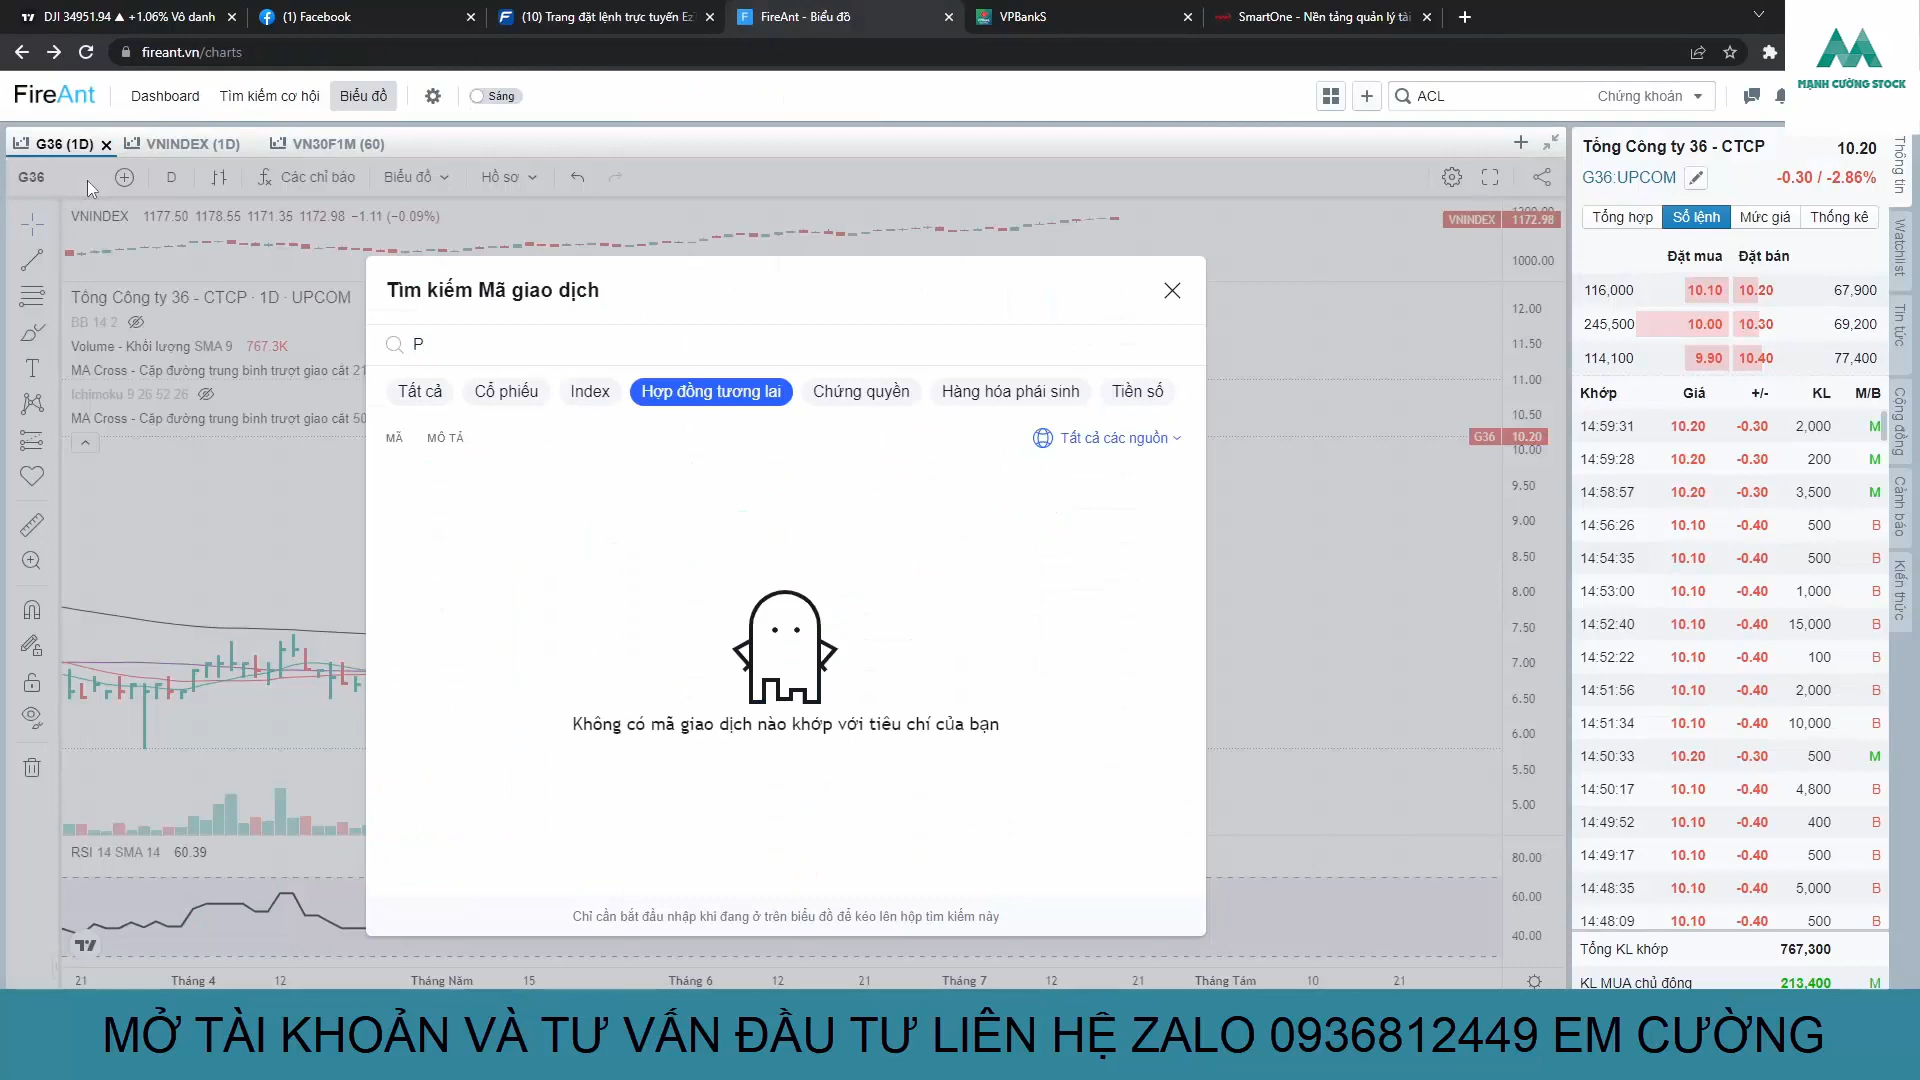 DJI 34951.94 ▲ +1.06% Vô danh
(1) Facebook
(10) Trang đặt lệnh trực tuyến Ez
FireAnt - Biểu đồ
VPBankS
SmartOne - Nền tảng quản lý tài
fireant.vn/charts
MẠNH CƯỜNG STOCK
FireAnt
Dashboard
Tìm kiếm cơ hội
Biểu đồ
Sáng
ACL
Chứng khoán
G36 (1D)
VNINDEX (1D)
VN30F1M (60)
G36
D
Các chỉ báo
Biểu đồ
Hồ sơ
VNINDEX 1177.50 1178.55 1171.35 1172.98 −1.11 (−0.09%)
VNINDEX 1172.98
1000.00
Tổng Công ty 36 - CTCP · 1D · UPCOM
BB 14 2
Volume - Khối lượng SMA 9 767.3K
MA Cross - Cặp đường trung bình trượt giao cắt 21
Ichimoku 9 26 52 26
MA Cross - Cặp đường trung bình trượt giao cắt 50
12.00
11.50
11.00
10.50
G36 10.20
10.00
9.50
9.00
8.50
8.00
7.50
7.00
6.50
6.00
5.50
5.00
RSI 14 SMA 14 60.39
80.00
60.00
40.00
21
Tháng 4
12
Tháng Năm
15
Tháng 6
12
21
Tháng 7
12
21
Tháng Tám
10
21
Tìm kiếm Mã giao dịch
P
Tất cả
Cổ phiếu
Index
Hợp đồng tương lai
Chứng quyền
Hàng hóa phái sinh
Tiền số
MÃ
MÔ TẢ
Tất cả các nguồn
Không có mã giao dịch nào khớp với tiêu chí của bạn
Chỉ cần bắt đầu nhập khi đang ở trên biểu đồ để kéo lên hộp tìm kiếm này
Tổng Công ty 36 - CTCP 10.20
G36:UPCOM -0.30 / -2.86%
Tổng hợp
Sổ lệnh
Mức giá
Thống kê
Đặt mua Đặt bán
116,000 10.10 10.20 67,900
245,500 10.00 10.30 69,200
114,100 9.90 10.40 77,400
Khớp Giá +/- KL M/B
14:59:31 10.20 -0.30 2,000 M
14:59:28 10.20 -0.30 200 M
14:58:57 10.20 -0.30 3,500 M
14:56:26 10.10 -0.40 500 B
14:54:35 10.10 -0.40 500 B
14:53:00 10.10 -0.40 1,000 B
14:52:40 10.10 -0.40 15,000 B
14:52:22 10.10 -0.40 100 B
14:51:56 10.10 -0.40 2,000 B
14:51:34 10.10 -0.40 10,000 B
14:50:33 10.20 -0.30 500 M
14:50:17 10.10 -0.40 4,800 B
14:49:52 10.10 -0.40 400 B
14:49:17 10.10 -0.40 500 B
14:48:35 10.10 -0.40 5,000 B
14:48:09 10.10 -0.40 500 B
Tổng KL khớp 767,300
KL MUA chủ động 213,400 M
Thông tin
Watchlist
Tin tức
Cộng đồng
Cảnh báo
Kiến thức
MỞ TÀI KHOẢN VÀ TƯ VẤN ĐẦU TƯ LIÊN HỆ ZALO 0936812449 EM CƯỜNG